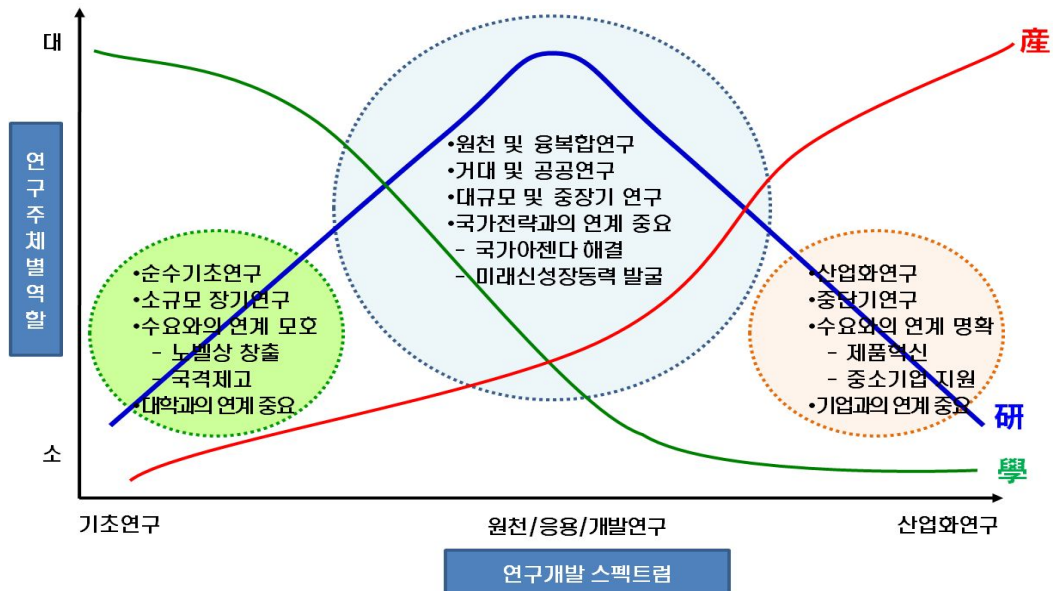 대
産
연구주체별역할
•원천 및 융복합연구
•거대 및 공공연구
•대규모 및 중장기 연구
•국가전략과의 연계 중요
– 국가아젠다 해결
– 미래신성장동력 발굴
•순수기초연구
•소규모 장기연구
•수요와의 연계 모호
– 노벨상 창출
– 국격제고
•대학과의 연계 중요
•산업화연구
•중단기연구
•수요와의 연계 명확
– 제품혁신
– 중소기업 지원
•기업과의 연계 중요
研
소
學
기초연구
원천/응용/개발연구
산업화연구
연구개발 스펙트럼